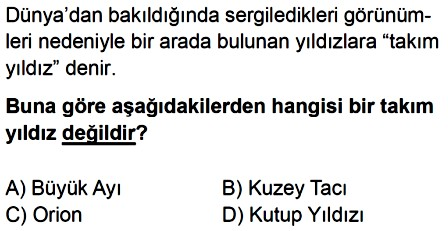 Dünya’dan bakıldığında sergiledikleri görünüm-
leri nedeniyle bir arada bulunan yıldızlara “takım
yıldız” denir.
Buna göre aşağıdakilerden hangisi bir takım
yıldız değildir?
A) Büyük Ayı B) Kuzey Tacı
C) Orion D) Kutup Yıldızı